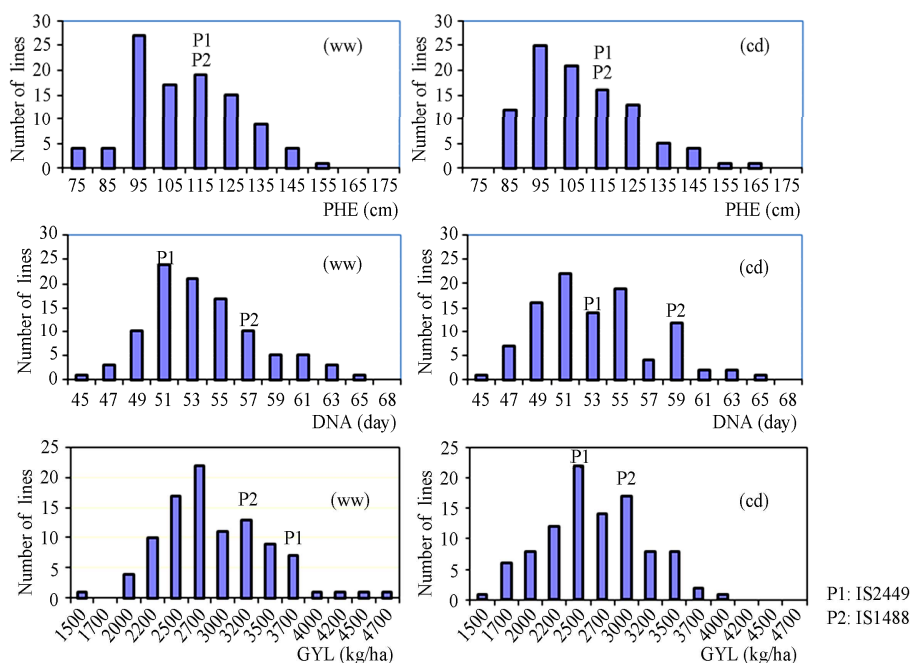 Number of lines
30
25
20
15
10
5
0
(ww)
P1
P2
75 85 95 105 115 125 135 145 155 165 175
PHE (cm)
Number of lines
30
25
20
15
10
5
0
(cd)
P1
P2
75 85 95 105 115 125 135 145 155 165 175
PHE (cm)
Number of lines
30
25
20
15
10
5
0
(ww)
P1
P2
45 47 49 51 53 55 57 59 61 63 65 68
DNA (day)
Number of lines
30
25
20
15
10
5
0
(cd)
P1
P2
45 47 49 51 53 55 57 59 61 63 65 68
DNA (day)
Number of lines
25
20
15
10
5
0
(ww)
P2
P1
1500 1700 2000 2200 2500 2700 3000 3200 3500 3700 4000 4200 4500 4700
GYL (kg/ha)
Number of lines
25
20
15
10
5
0
(cd)
P1
P2
1500 1700 2000 2200 2500 2700 3000 3200 3500 3700 4000 4200 4500 4700
GYL (kg/ha)
P1: IS2449
P2: IS1488